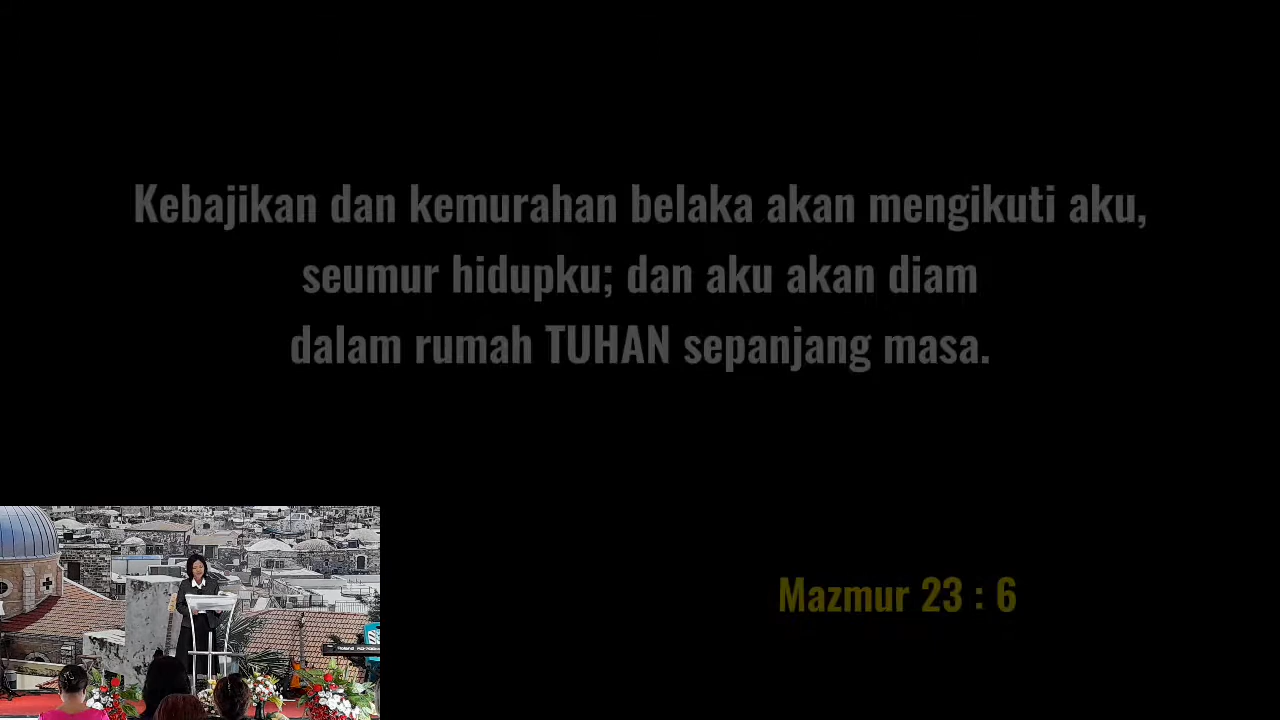 Kebajikan dan kemurahan belaka akan mengikuti aku,
seumur hidupku; dan aku akan diam
dalam rumah TUHAN sepanjang masa.
Mazmur 23 : 6
Roland